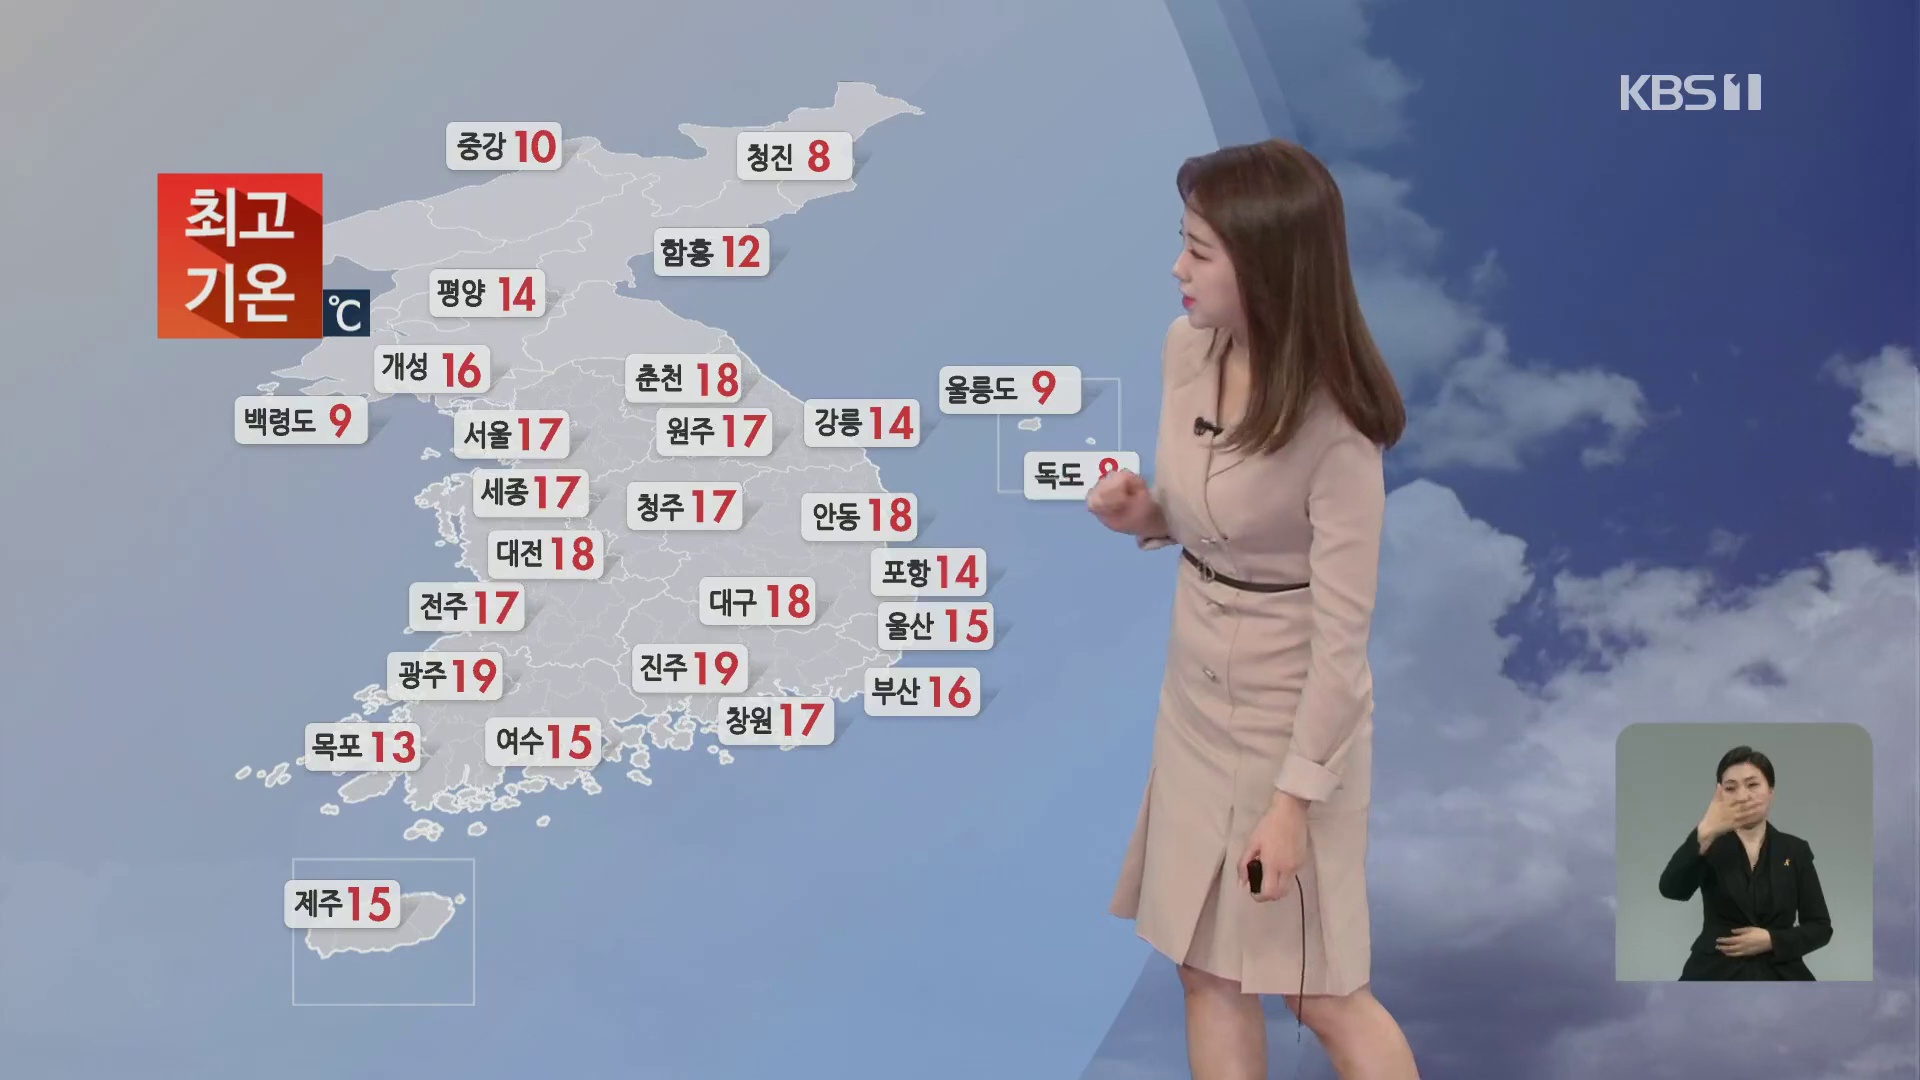 KBS 1
최고
기온
℃
중강 10
청진 8
함흥 12
평양 14
개성 16
춘천 18
울릉도 9
백령도 9
서울 17
원주 17
강릉 14
독도
세종 17
청주 17
안동 18
대전 18
포항 14
전주 17
대구 18
울산 15
광주 19
진주 19
부산 16
목포 13
여수 15
창원 17
제주 15